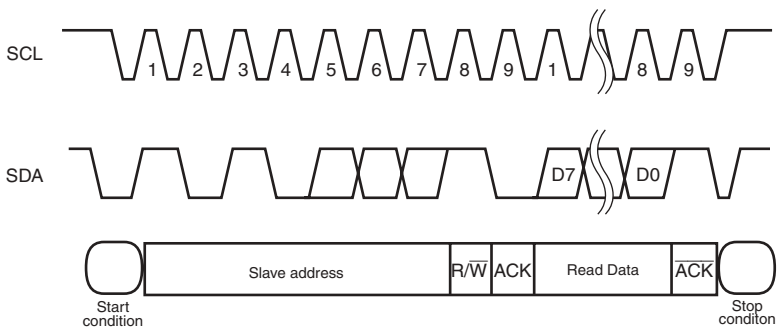 SCL
1 2 3 4 5 6 7 8 9 1 8 9
SDA
D7 D0
Slave address R/W̅ ACK Read Data A̅C̅K̅
Start
condition
Stop
conditon